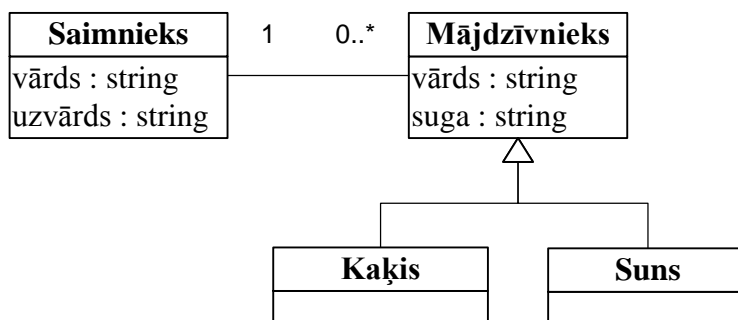 Saimnieks
1
0..*
Mājdzīvnieks
vārds : string
uzvārds : string
vārds : string
suga : string
Kaķis
Suns